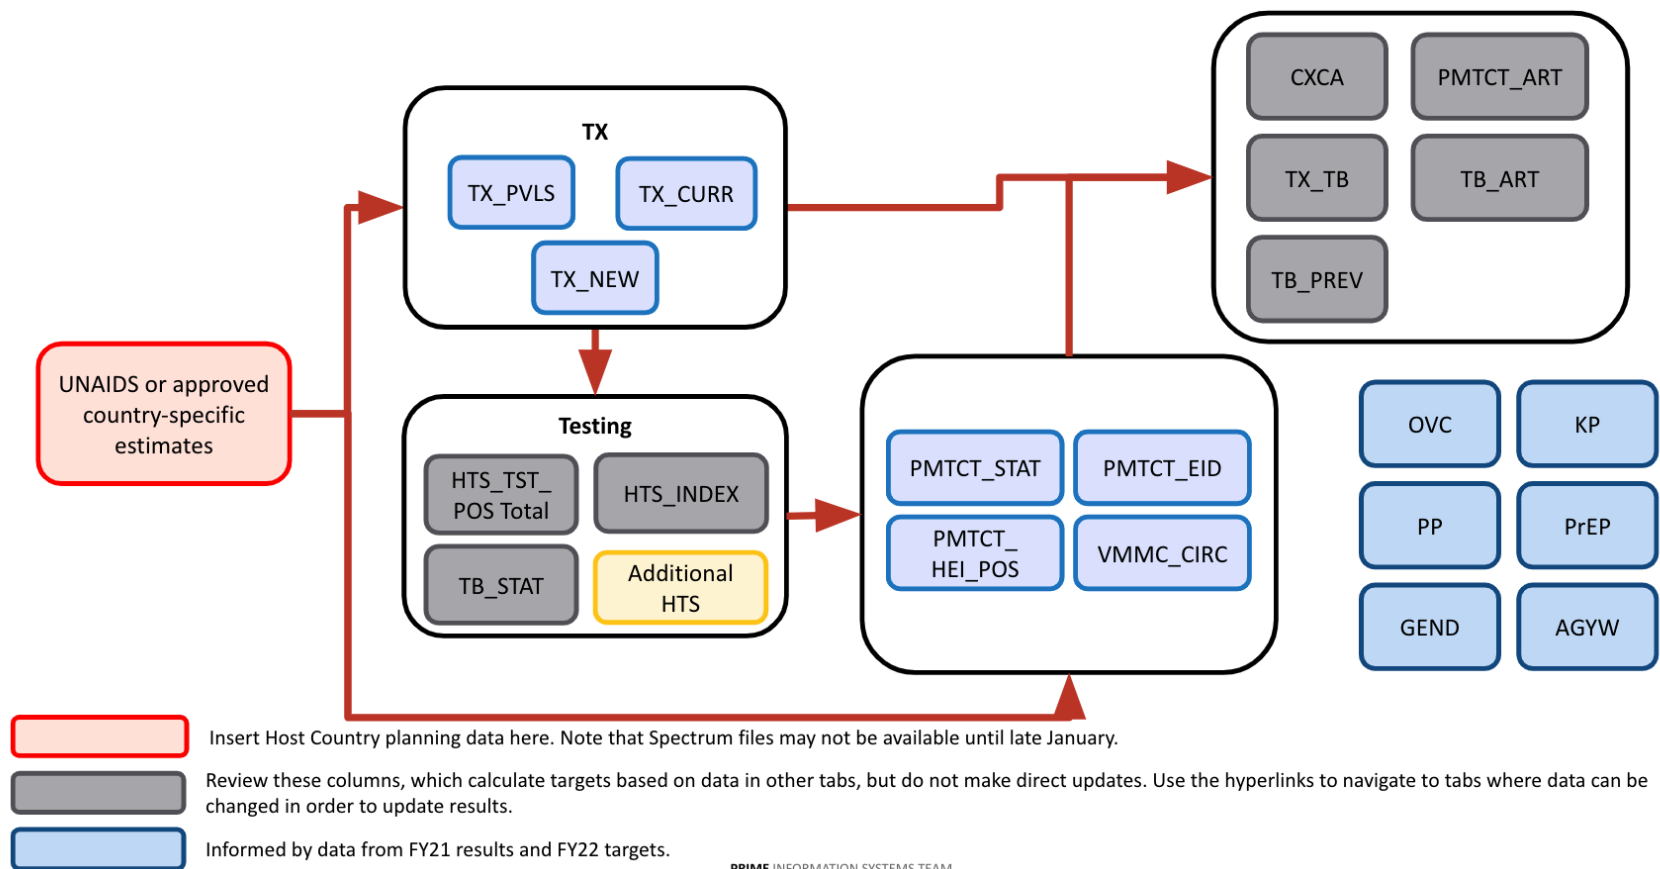 CXCA
PMTCT_ART
TX_TB
TB_ART
TB_PREV
TX
TX_PVLS
TX_CURR
TX_NEW
UNAIDS or approved
country-specific
estimates
Testing
HTS_TST_
POS Total
HTS_INDEX
TB_STAT
Additional
HTS
PMTCT_STAT
PMTCT_EID
PMTCT_
HEI_POS
VMMC_CIRC
OVC
KP
PP
PrEP
GEND
AGYW
Insert Host Country planning data here. Note that Spectrum files may not be available until late January.
Review these columns, which calculate targets based on data in other tabs, but do not make direct updates. Use the hyperlinks to navigate to tabs where data can be
changed in order to update results.
Informed by data from FY21 results and FY22 targets.
PRIME INFORMATION SYSTEMS TEAM